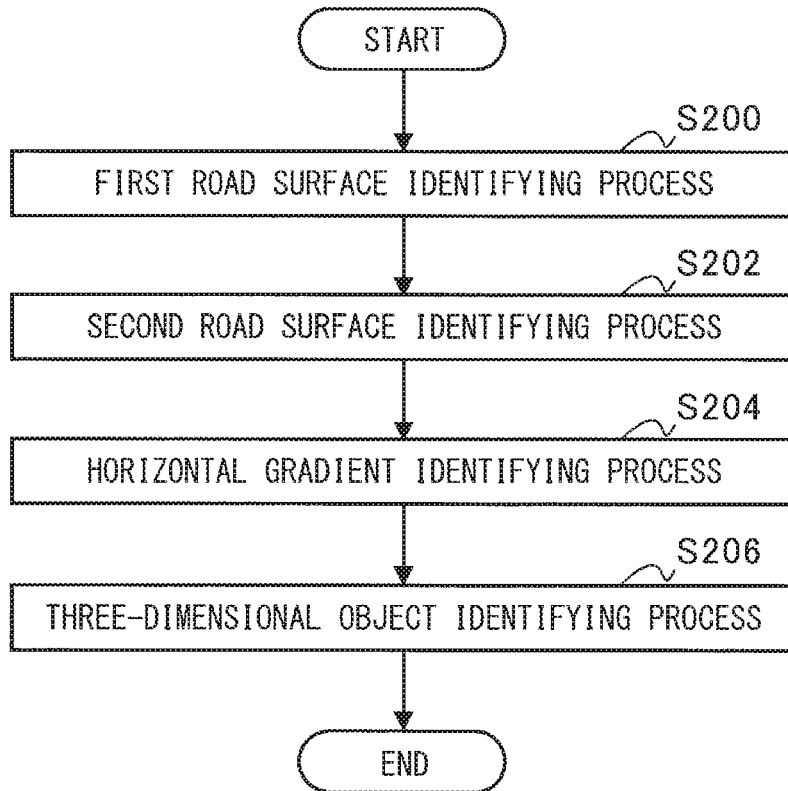 START
S200
FIRST ROAD SURFACE IDENTIFYING PROCESS
S202
SECOND ROAD SURFACE IDENTIFYING PROCESS
S204
HORIZONTAL GRADIENT IDENTIFYING PROCESS
S206
THREE-DIMENSIONAL OBJECT IDENTIFYING PROCESS
END